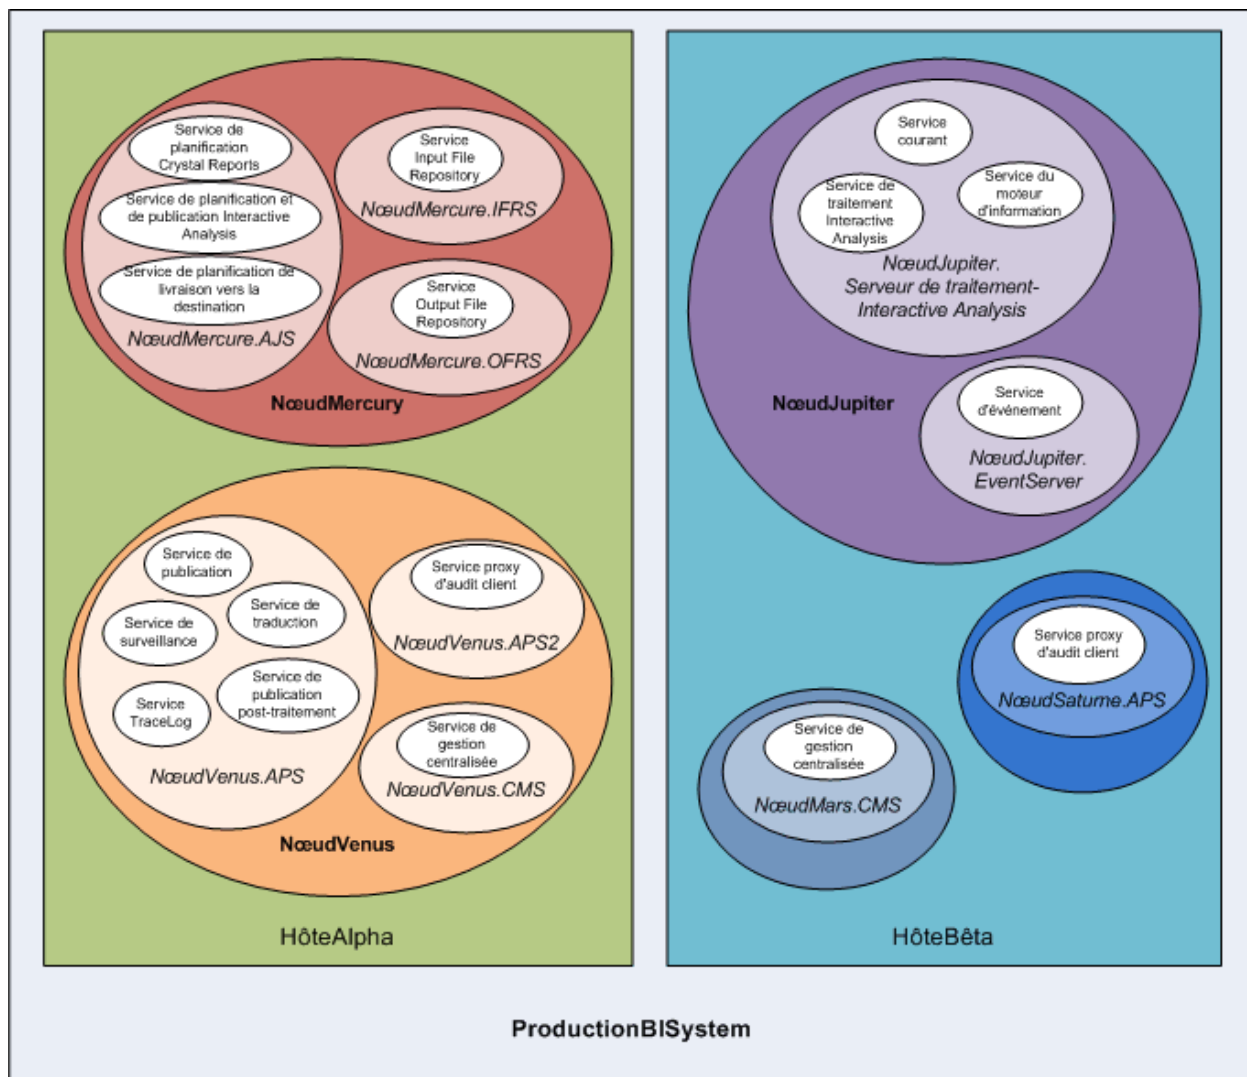 Service de
planification
Crystal Reports
Service de planification et
de publication Interactive
Analysis
Service de planification de
livraison vers la
destination
NœudMercure.AJS
Service
Input File
Repository
NœudMercure.IFRS
Service
Output File
Repository
NœudMercure.OFRS
NœudMercury
Service de
publication
Service de
surveillance
Service de
traduction
Service
TraceLog
Service de
publication
post-traitement
NœudVenus.APS
Service proxy
d'audit client
NœudVenus.APS2
Service de
gestion
centralisée
NœudVenus.CMS
NœudVenus
HôteAlpha
Service
courant
Service de
traitement
Interactive
Analysis
Service du
moteur
d'information
NœudJupiter.
Serveur de traitement-
Interactive Analysis
NœudJupiter
Service
d'événement
NœudJupiter.
EventServer
Service proxy
d'audit client
NœudSaturne.APS
Service de
gestion
centralisée
NœudMars.CMS
HôteBêta
ProductionBISystem